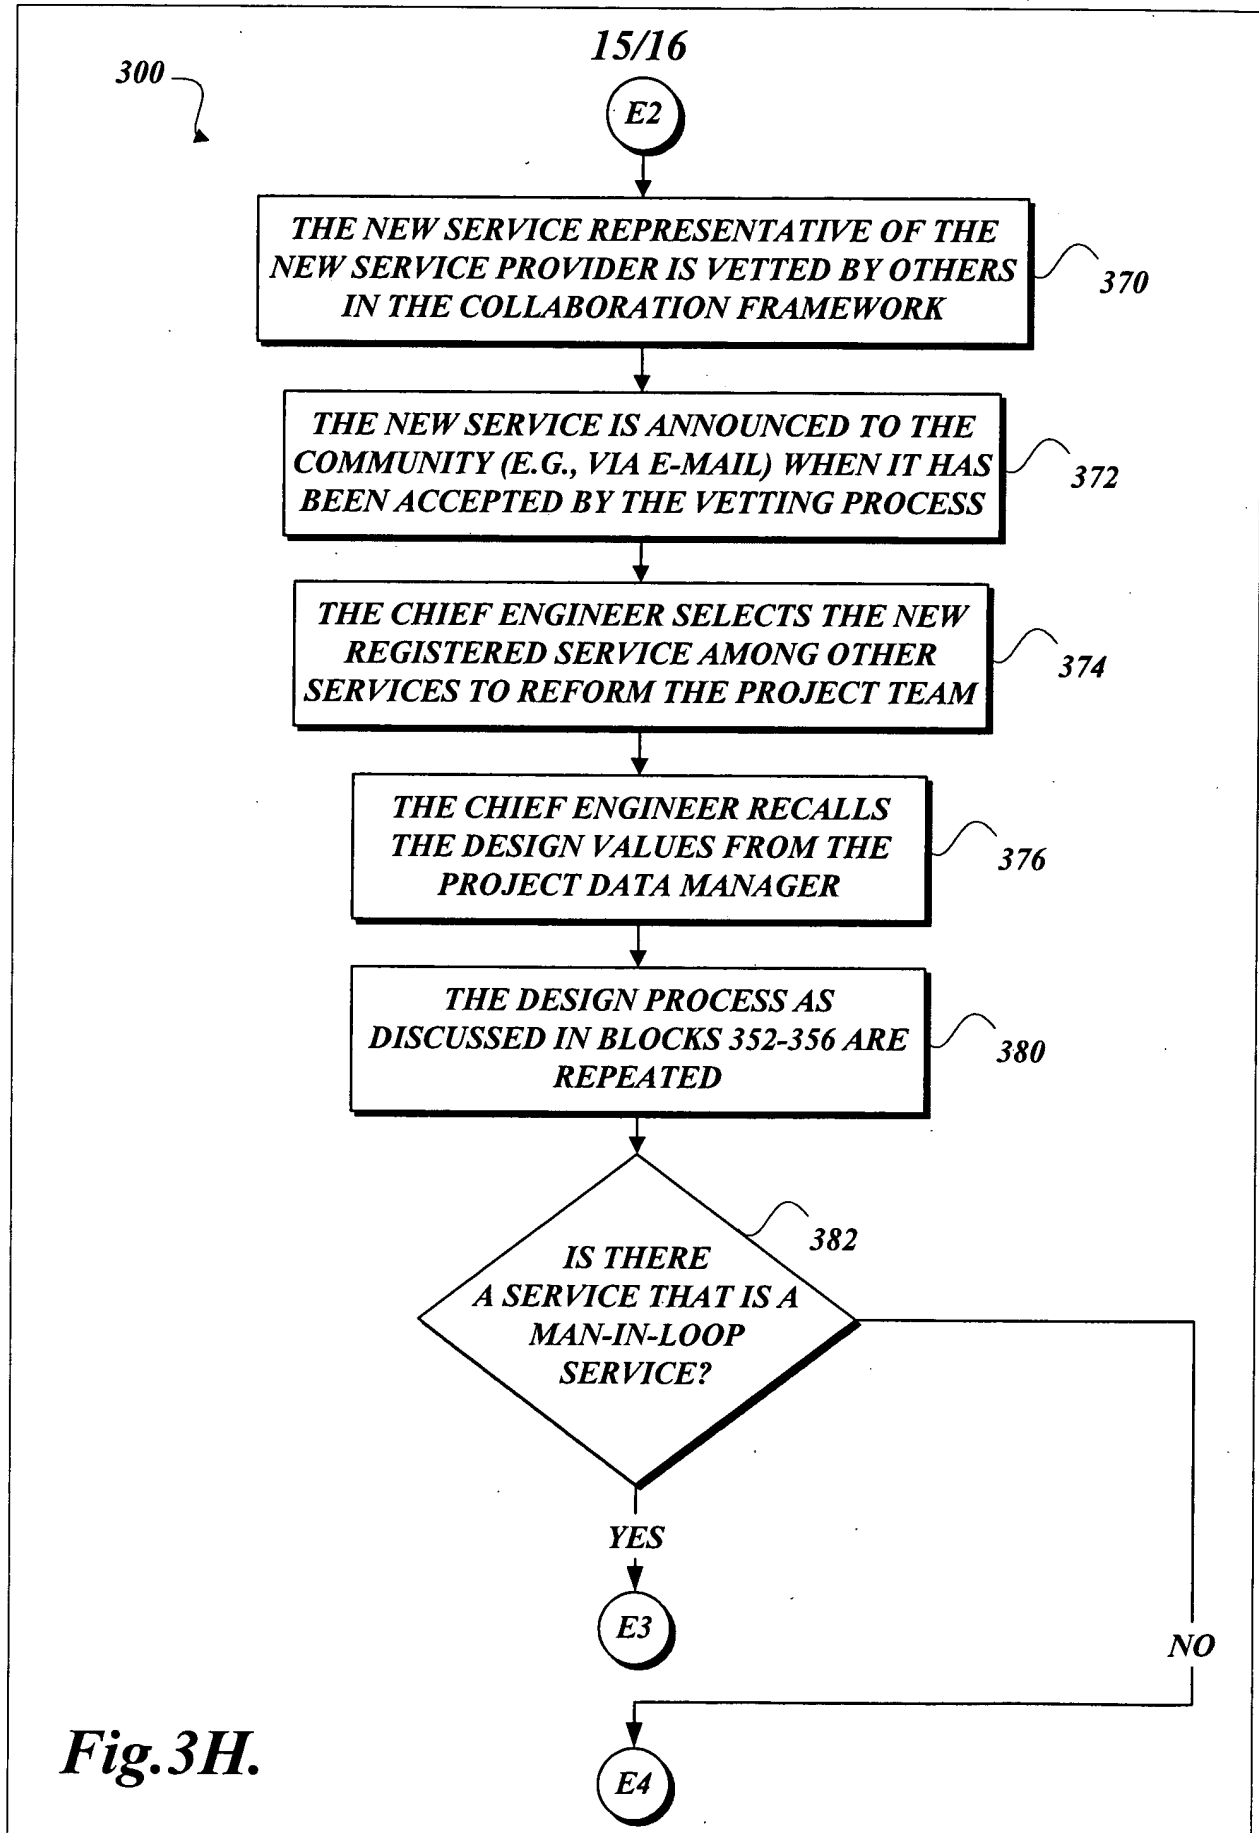 15/16
300
E2
THE NEW SERVICE REPRESENTATIVE OF THE
NEW SERVICE PROVIDER IS VETTED BY OTHERS
IN THE COLLABORATION FRAMEWORK
370
THE NEW SERVICE IS ANNOUNCED TO THE
COMMUNITY (E.G., VIA E-MAIL) WHEN IT HAS
BEEN ACCEPTED BY THE VETTING PROCESS
372
THE CHIEF ENGINEER SELECTS THE NEW
REGISTERED SERVICE AMONG OTHER
SERVICES TO REFORM THE PROJECT TEAM
374
THE CHIEF ENGINEER RECALLS
THE DESIGN VALUES FROM THE
PROJECT DATA MANAGER
376
THE DESIGN PROCESS AS
DISCUSSED IN BLOCKS 352-356 ARE
REPEATED
380
IS THERE
A SERVICE THAT IS A
MAN-IN-LOOP
SERVICE?
382
YES
E3
NO
E4
Fig.3H.